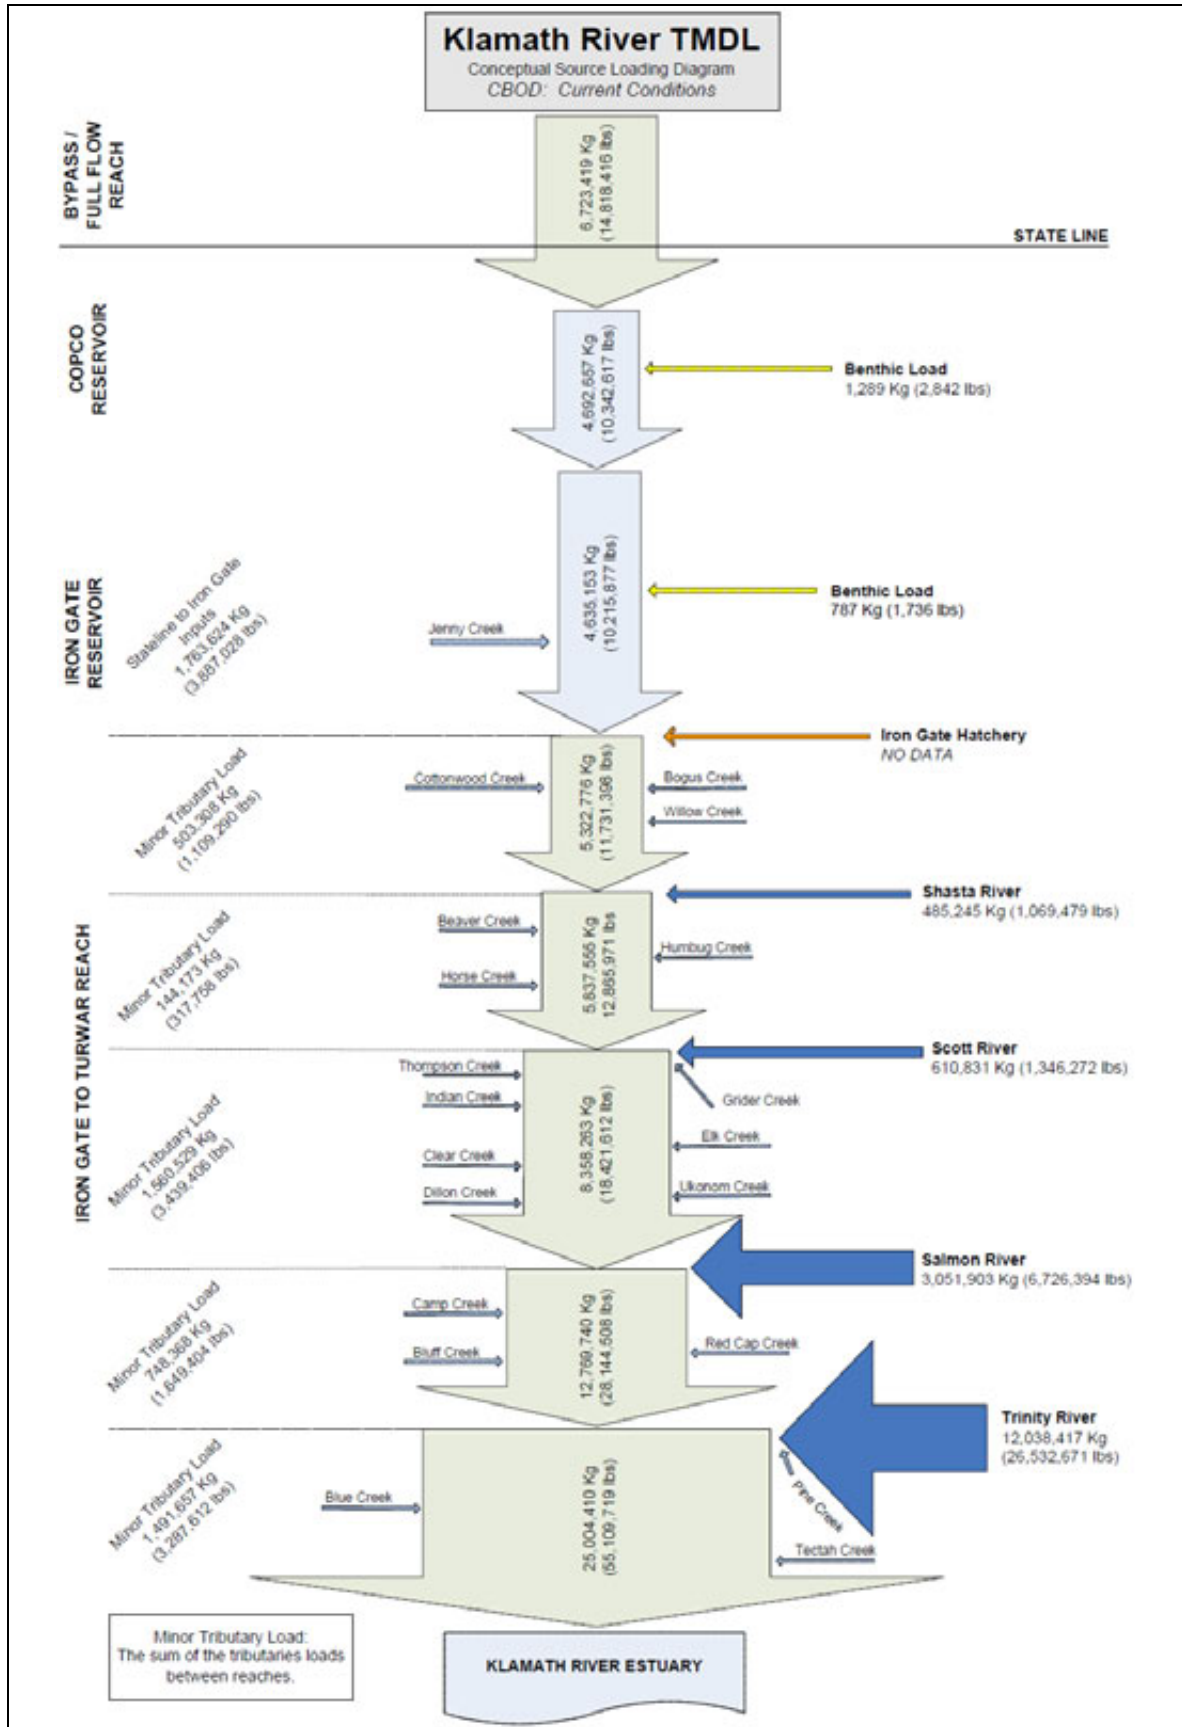 Klamath River TMDL
Conceptual Source Loading Diagram
CBOD: Current Conditions
BYPASS /
FULL FLOW
REACH
6,723,419 Kg
(14,818,416 lbs)
STATE LINE
COPCO
RESERVOIR
4,692,657 Kg
(10,342,617 lbs)
Benthic Load
1,289 Kg (2,842 lbs)
IRON GATE
RESERVOIR
Stateline to Iron Gate
Inputs
1,763,624 Kg
(3,887,028 lbs)
4,635,153 Kg
(10,215,877 lbs)
Benthic Load
787 Kg (1,736 lbs)
Jenny Creek
Iron Gate Hatchery
NO DATA
IRON GATE TO TURWAR REACH
Minor Tributary Load
503,308 Kg
(1,109,290 lbs)
Cottonwood Creek
5,322,776 Kg
(11,731,398 lbs)
Bogus Creek
Willow Creek
Shasta River
485,245 Kg (1,069,479 lbs)
Minor Tributary Load
144,173 Kg
(317,758 lbs)
Beaver Creek
Horse Creek
5,837,556 Kg
12,865,971 lbs
Humbug Creek
Scott River
610,831 Kg (1,346,272 lbs)
Minor Tributary Load
1,560,529 Kg
(3,439,406 lbs)
Thompson Creek
Indian Creek
Clear Creek
Dillon Creek
8,358,263 Kg
(18,421,612 lbs)
Grider Creek
Elk Creek
Ukonom Creek
Salmon River
3,051,903 Kg (6,726,394 lbs)
Minor Tributary Load
748,368 Kg
(1,649,404 lbs)
Camp Creek
Bluff Creek
12,769,740 Kg
(28,144,508 lbs)
Red Cap Creek
Trinity River
12,038,417 Kg
(26,532,671 lbs)
Minor Tributary Load
1,491,657 Kg
(3,287,612 lbs)
Blue Creek
25,004,410 Kg
(55,109,719 lbs)
Pine Creek
Tectah Creek
Minor Tributary Load:
The sum of the tributaries loads
between reaches.
KLAMATH RIVER ESTUARY